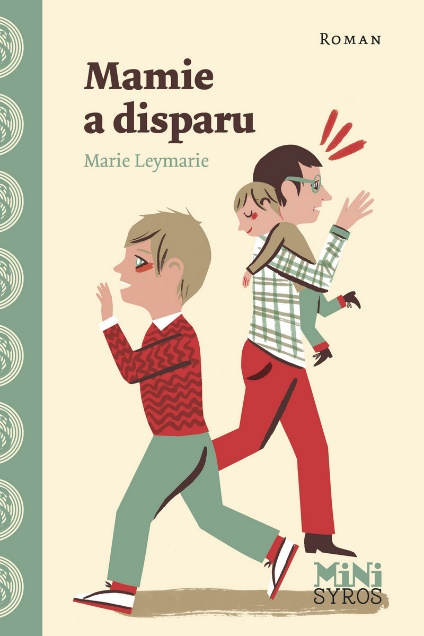 ROMAN
Mamie
a disparu
Marie Leymarie
MiNi
SYROS